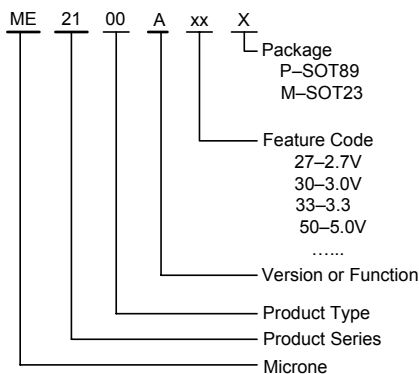 ME 21 00 A xx X
Package
P–SOT89
M–SOT23
Feature Code
27–2.7V
30–3.0V
33–3.3
50–5.0V
…...
Version or Function
Product Type
Product Series
Microne